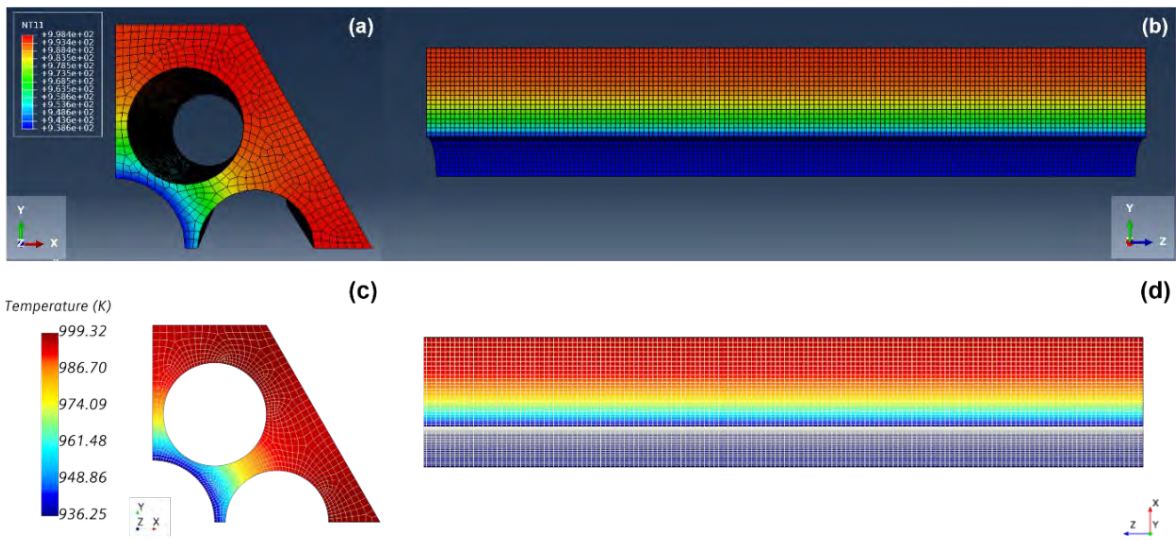 NT11
+9.984e+02
+9.934e+02
+9.884e+02
+9.835e+02
+9.785e+02
+9.735e+02
+9.685e+02
+9.635e+02
+9.586e+02
+9.536e+02
+9.486e+02
+9.436e+02
+9.386e+02
(a)
(b)
Y
Z X
Y
Z
(c)
(d)
Temperature (K)
999.32
986.70
974.09
961.48
948.86
936.25
Y
Z X
X
Z Y